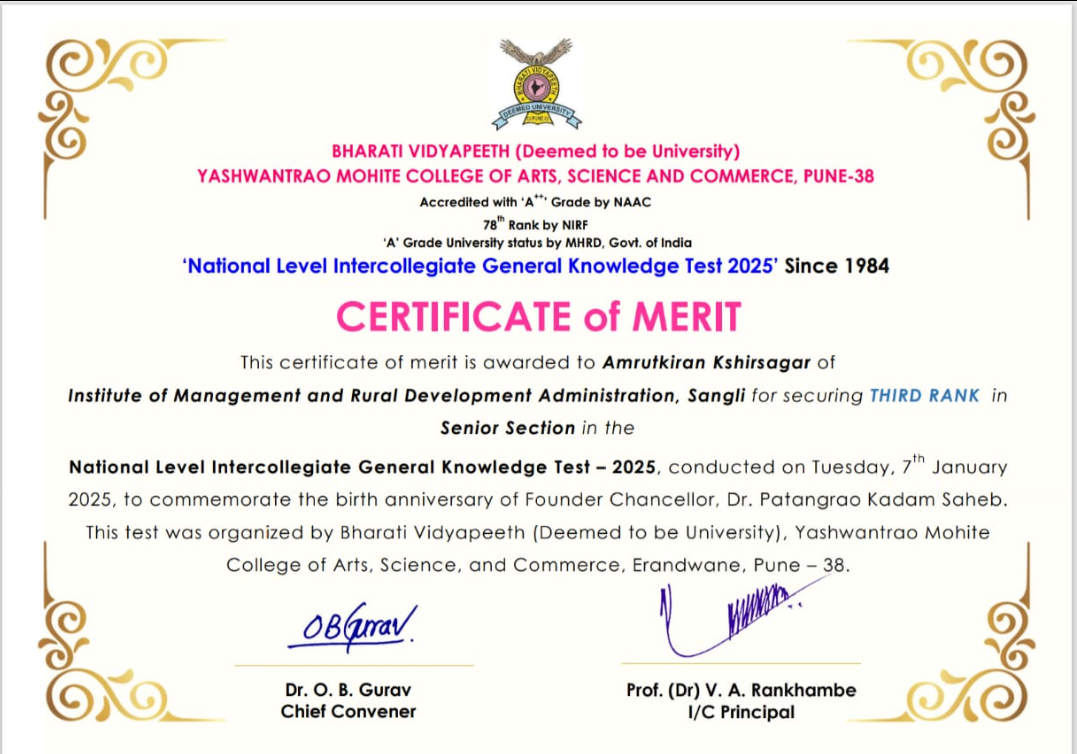 BHARATI VIDYAPEETH
DEEMED UNIVERSITY
BHARATI VIDYAPEETH (Deemed to be University)
YASHWANTRAO MOHITE COLLEGE OF ARTS, SCIENCE AND COMMERCE, PUNE-38
Accredited with ‘A++’ Grade by NAAC
78th Rank by NIRF
‘A’ Grade University status by MHRD, Govt. of India
‘National Level Intercollegiate General Knowledge Test 2025’ Since 1984
CERTIFICATE of MERIT
This certificate of merit is awarded to Amrutkiran Kshirsagar of
Institute of Management and Rural Development Administration, Sangli for securing THIRD RANK in
Senior Section in the
National Level Intercollegiate General Knowledge Test – 2025, conducted on Tuesday, 7th January
2025, to commemorate the birth anniversary of Founder Chancellor, Dr. Patangrao Kadam Saheb.
This test was organized by Bharati Vidyapeeth (Deemed to be University), Yashwantrao Mohite
College of Arts, Science, and Commerce, Erandwane, Pune – 38.
OBGurav.
Dr. O. B. Gurav
Chief Convener
Prof. (Dr) V. A. Rankhambe
I/C Principal